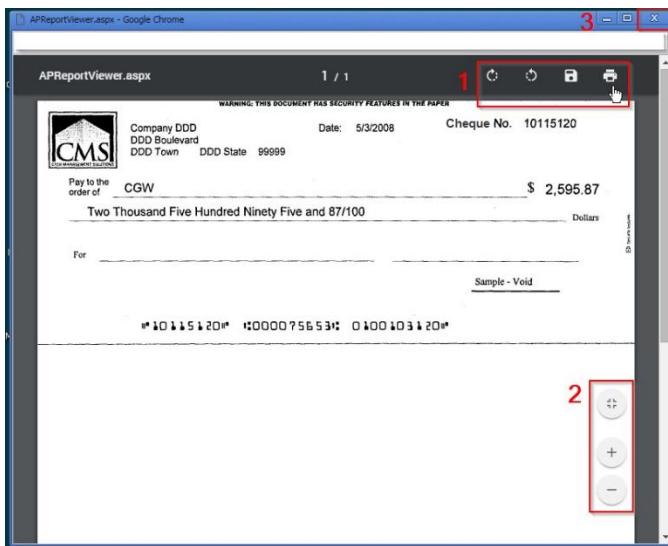 APReportViewer.aspx - Google Chrome
3
APReportViewer.aspx
1 / 1
1
WARNING: THIS DOCUMENT HAS SECURITY FEATURES IN THE PAPER
CMS
CASH MANAGEMENT SOLUTIONS
Company DDD
DDD Boulevard
DDD Town DDD State 99999
Date: 5/3/2008
Cheque No. 10115120
Pay to the
order of CGW $ 2,595.87
Two Thousand Five Hundred Ninety Five and 87/100 Dollars
For
Sample - Void
⑈10115120⑈ ⑆000075653⑆ 0100103120⑈
2